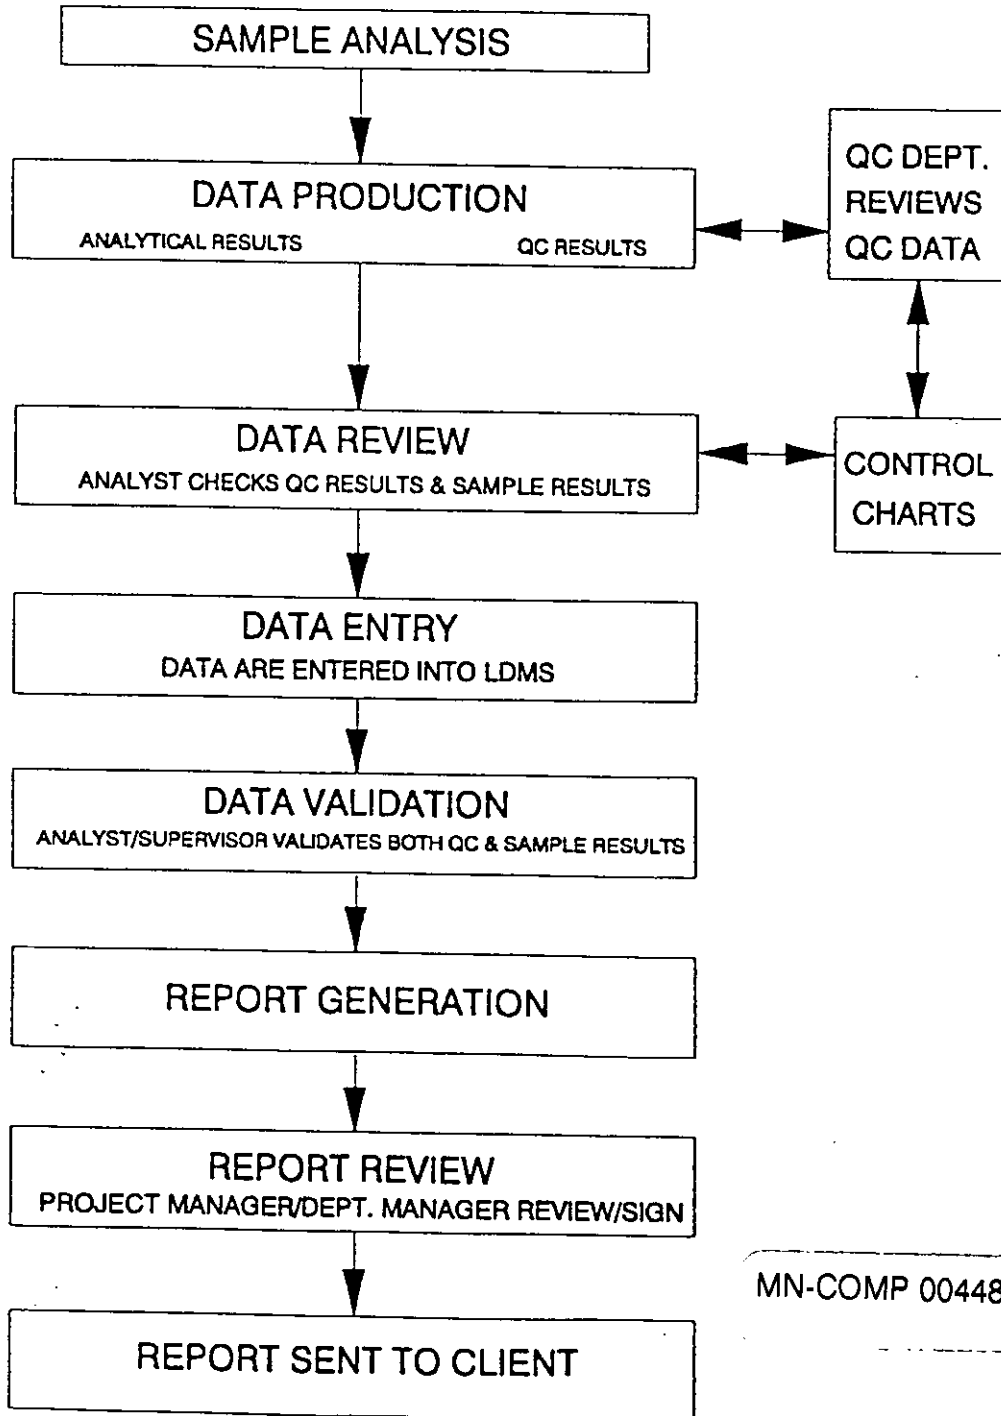 SAMPLE ANALYSIS
DATA PRODUCTION
ANALYTICAL RESULTS QC RESULTS
QC DEPT.
REVIEWS
QC DATA
DATA REVIEW
ANALYST CHECKS QC RESULTS & SAMPLE RESULTS
CONTROL
CHARTS
DATA ENTRY
DATA ARE ENTERED INTO LDMS
DATA VALIDATION
ANALYST/SUPERVISOR VALIDATES BOTH QC & SAMPLE RESULTS
REPORT GENERATION
REPORT REVIEW
PROJECT MANAGER/DEPT. MANAGER REVIEW/SIGN
MN-COMP 00448
REPORT SENT TO CLIENT